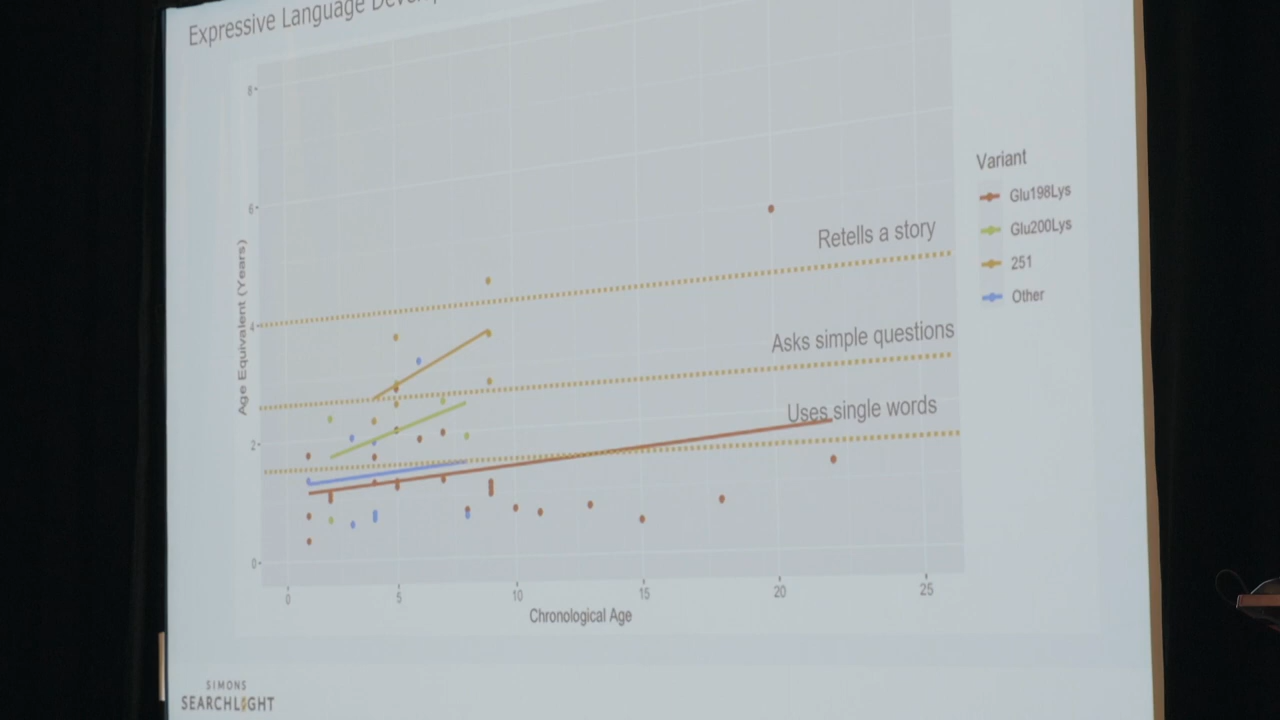 Expressive Language
8
6
4
2
0
Age Equivalent (Years)
0 5 10 15 20 25
Chronological Age
Retells a story
Asks simple questions
Uses single words
Variant
Glu198Lys
Glu200Lys
251
Other
SIMONS
SEARCHLIGHT